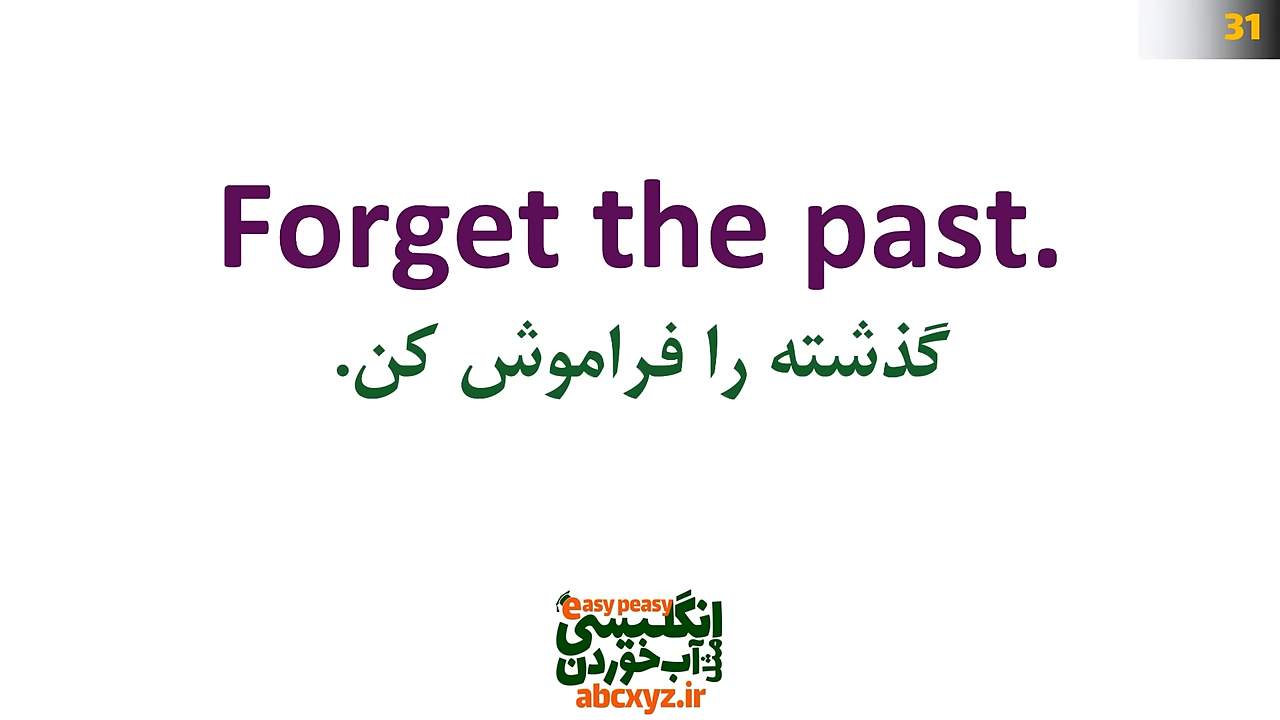 31
Forget the past.
گذشته را فراموش کن.
easy peasy
انگلیسی
مثل آب خوردن
abcxyz.ir